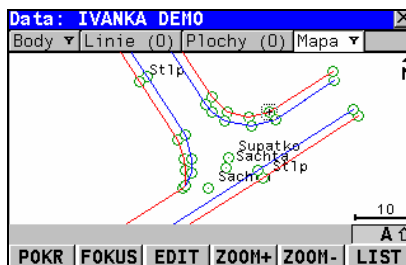 Data: IVANKA DEMO
Body Linie (0) Plochy (0) Mapa
Stlp
N
Supatko
Sachta
Stlp
Sachta
10
A
POKR FOKUS EDIT ZOOM+ ZOOM- LIST